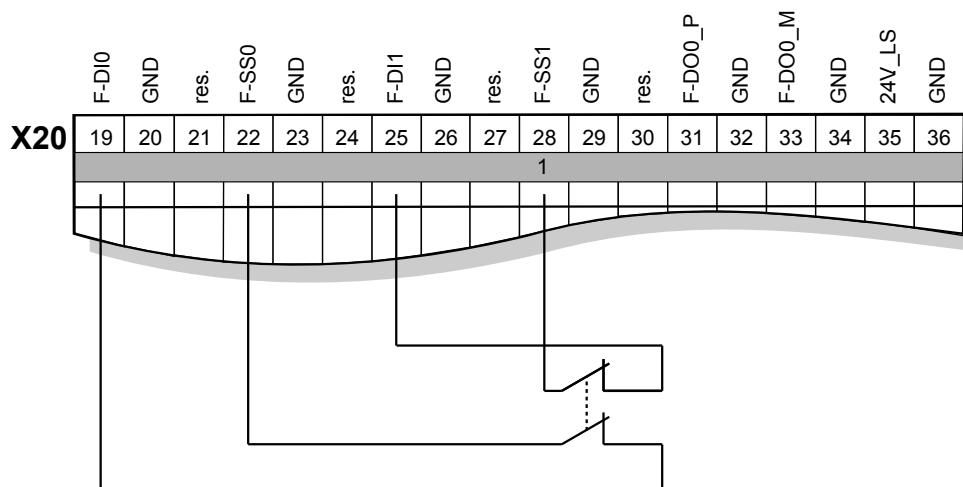 F-DI0 GND res. F-SS0 GND res. F-DI1 GND res. F-SS1 GND res. F-DO0_P GND F-DO0_M GND 24V_LS GND
X20 19 20 21 22 23 24 25 26 27 28 29 30 31 32 33 34 35 36
1